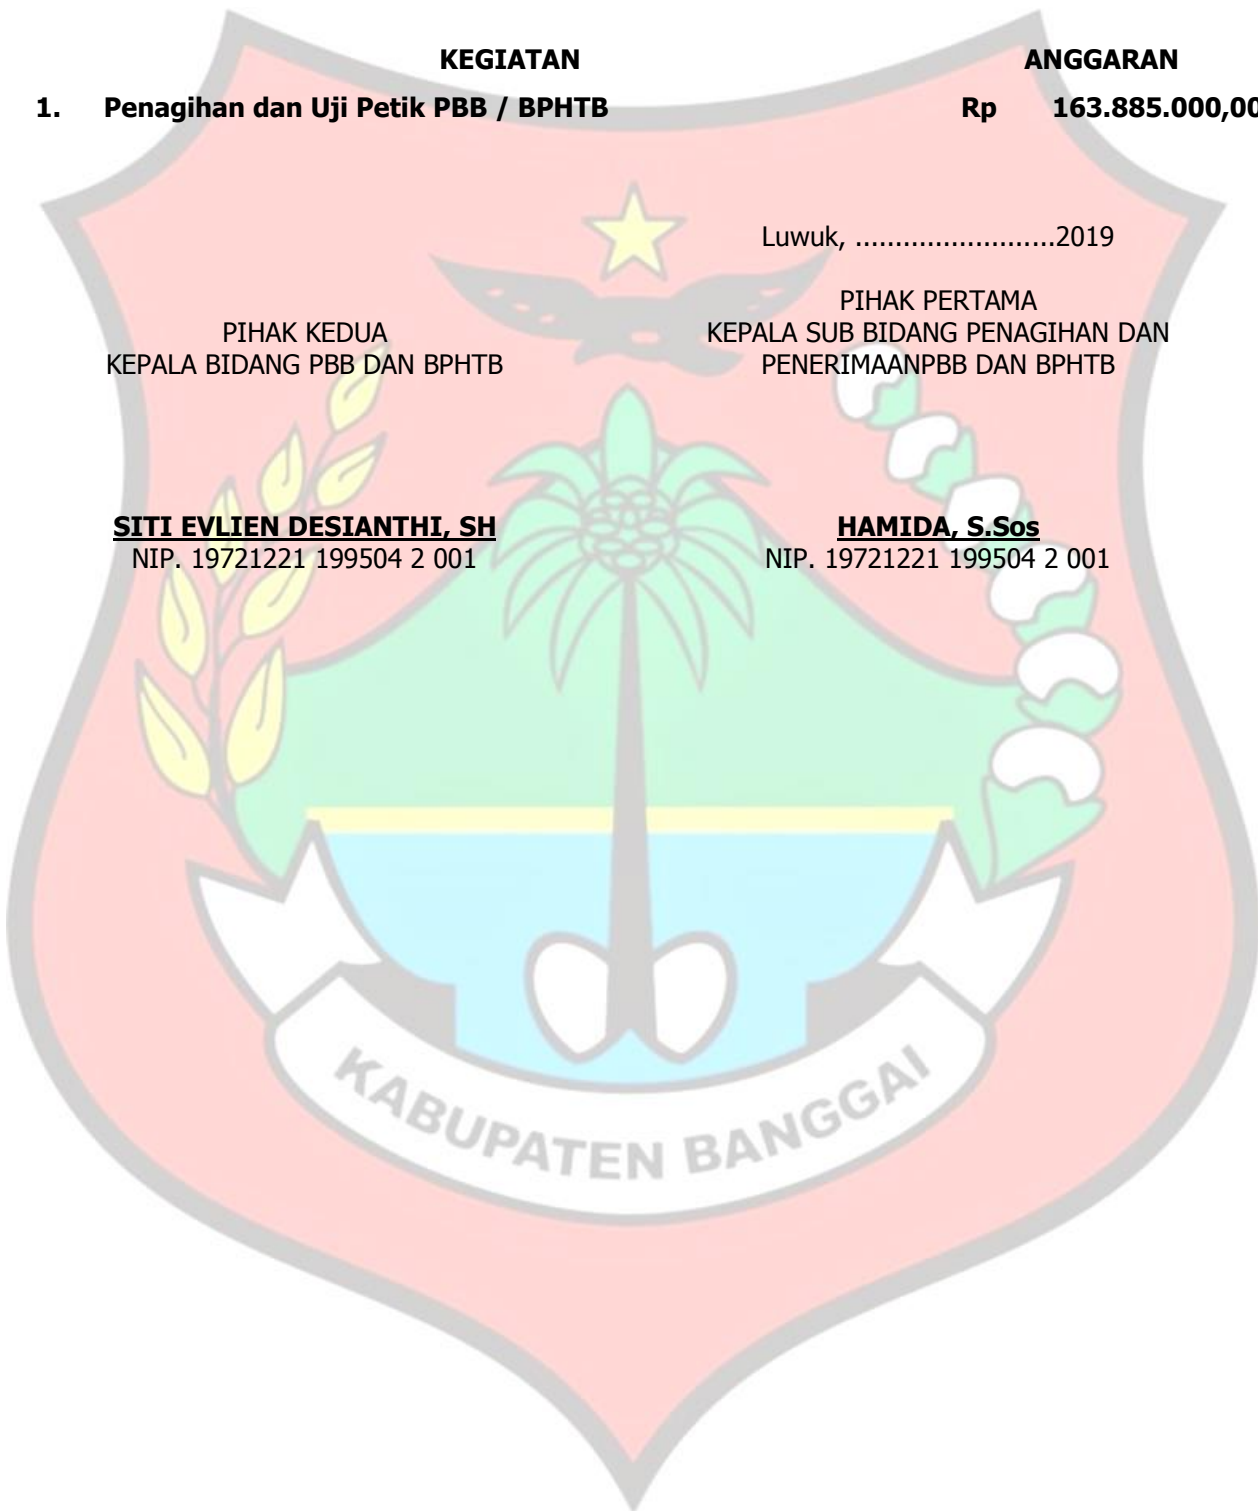 KEGIATAN ANGGARAN
1. Penagihan dan Uji Petik PBB / BPHTB Rp 163.885.000,00
Luwuk, .........................2019
PIHAK KEDUA
KEPALA BIDANG PBB DAN BPHTB
PIHAK PERTAMA
KEPALA SUB BIDANG PENAGIHAN DAN
PENERIMAANPBB DAN BPHTB
SITI EVLIEN DESIANTHI, SH
NIP. 19721221 199504 2 001
HAMIDA, S.Sos
NIP. 19721221 199504 2 001
KABUPATEN BANGGAI